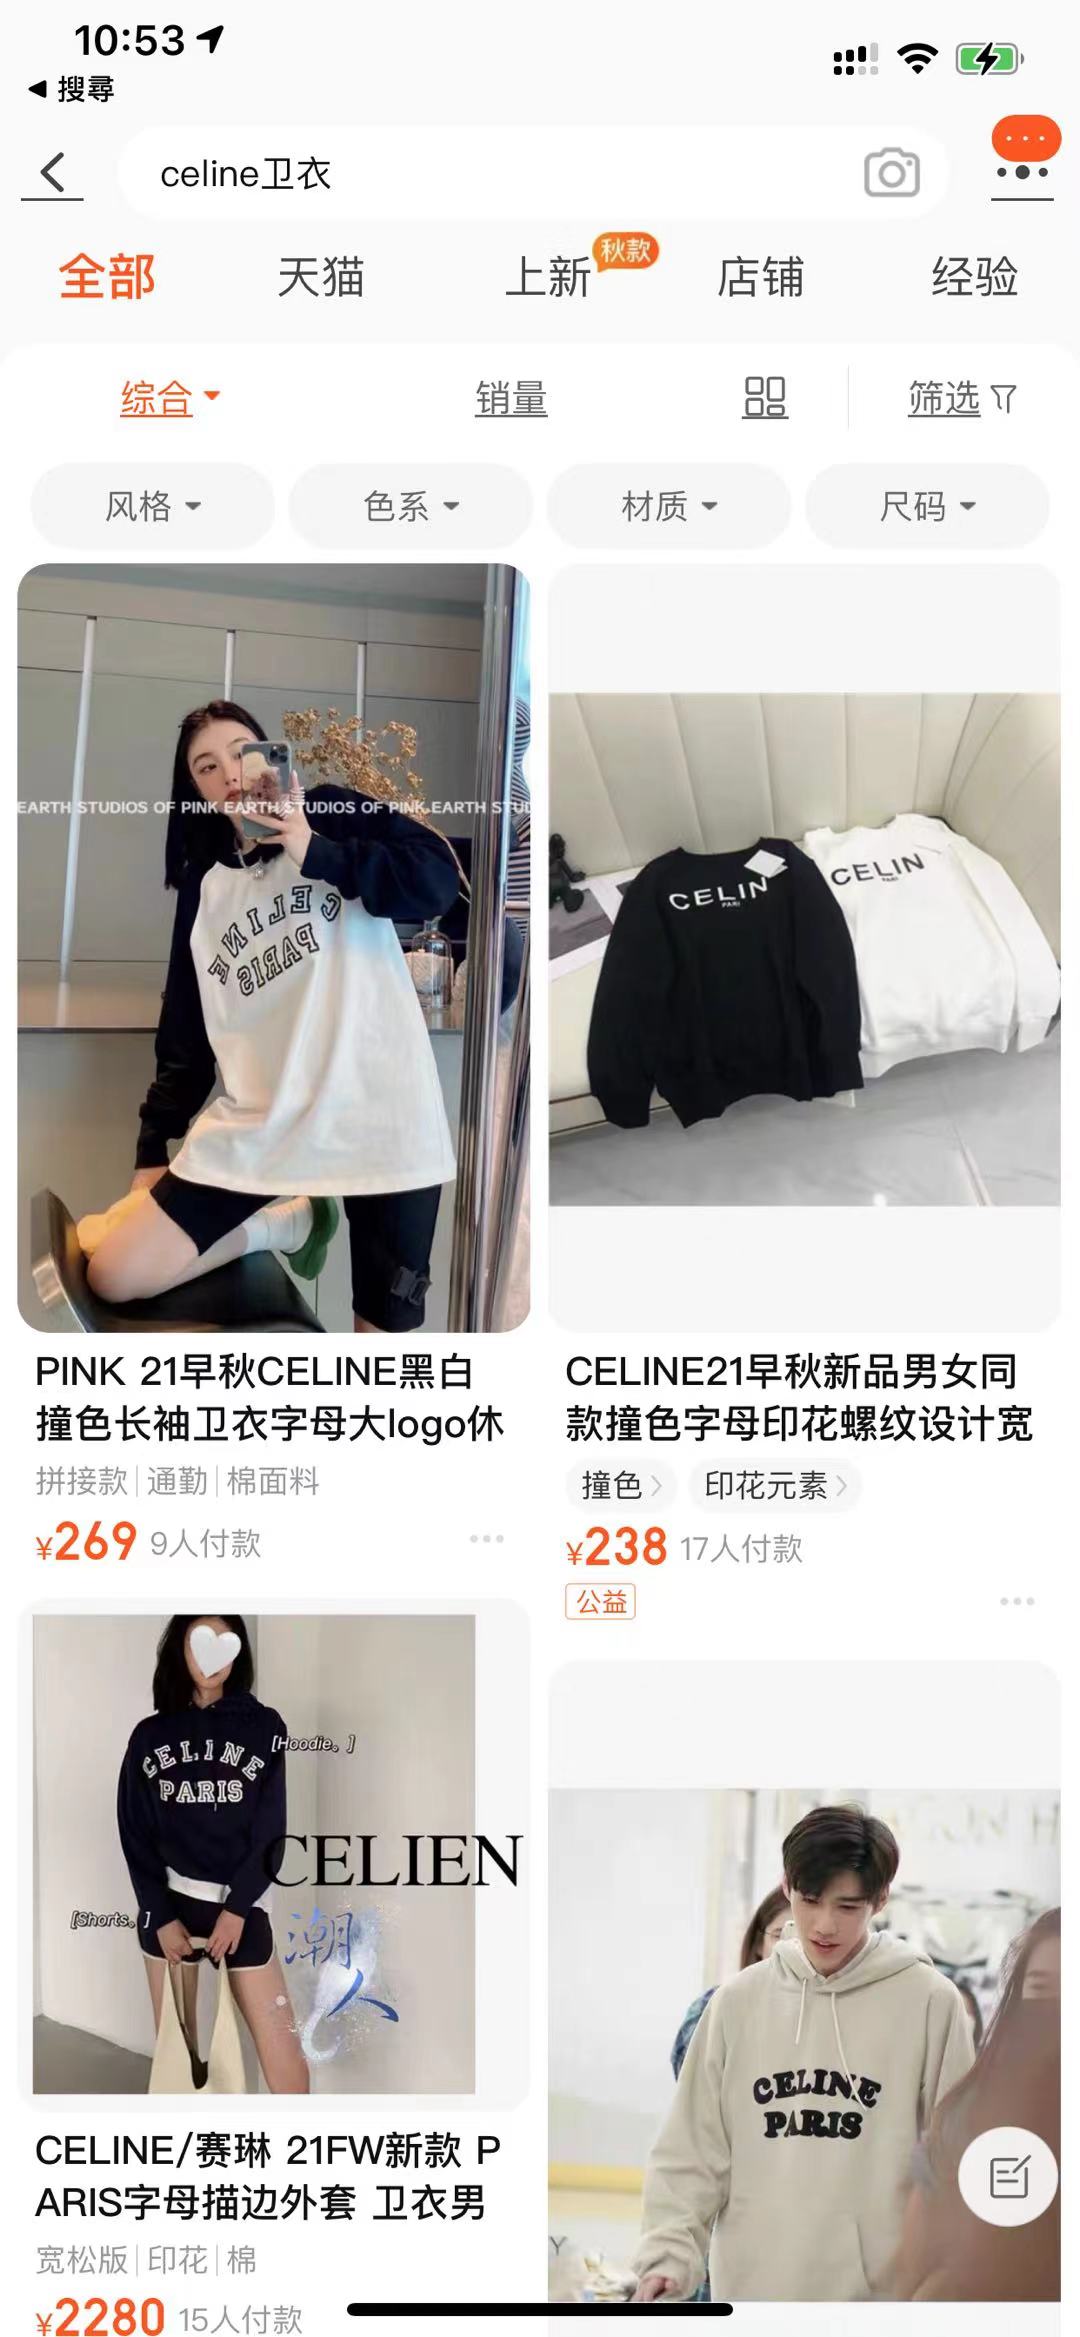 10:53
搜尋
celine卫衣
全部
天猫
上新
秋款
店铺
经验
综合
销量
筛选
风格
色系
材质
尺码
EARTH STUDIOS OF PINK EARTH STUDIOS OF PINK EARTH STUD
CELINE
PARIS
CELIN
PARI
CELIN
PARI
PINK 21早秋CELINE黑白
撞色长袖卫衣字母大logo休
拼接款 通勤 棉面料
¥269 9人付款
CELINE21早秋新品男女同
款撞色字母印花螺纹设计宽
撞色
印花元素
¥238 17人付款
公益
CELINE
PARIS
[Hoodie。]
CELIEN
[Shorts。]
潮
人
CELINE/赛琳 21FW新款 P
ARIS字母描边外套 卫衣男
宽松版 印花 棉
¥2280 15人付款
CELINE
PARIS